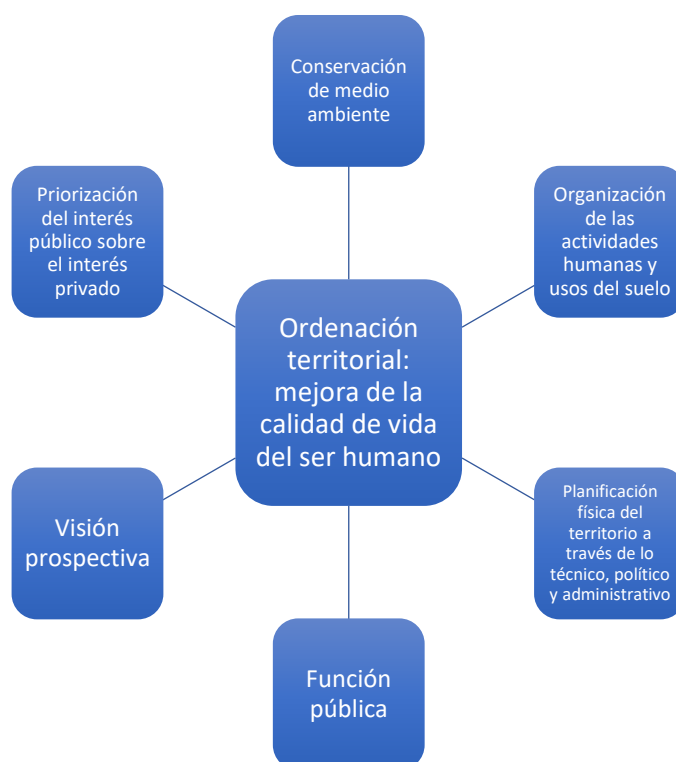 Conservación
de medio
ambiente
Priorización
del interés
público sobre
el interés
privado
Organización
de las
actividades
humanas y
usos del suelo
Ordenación
territorial:
mejora de la
calidad de vida
del ser humano
Visión
prospectiva
Planificación
física del
territorio a
través de lo
técnico, político
y administrativo
Función
pública